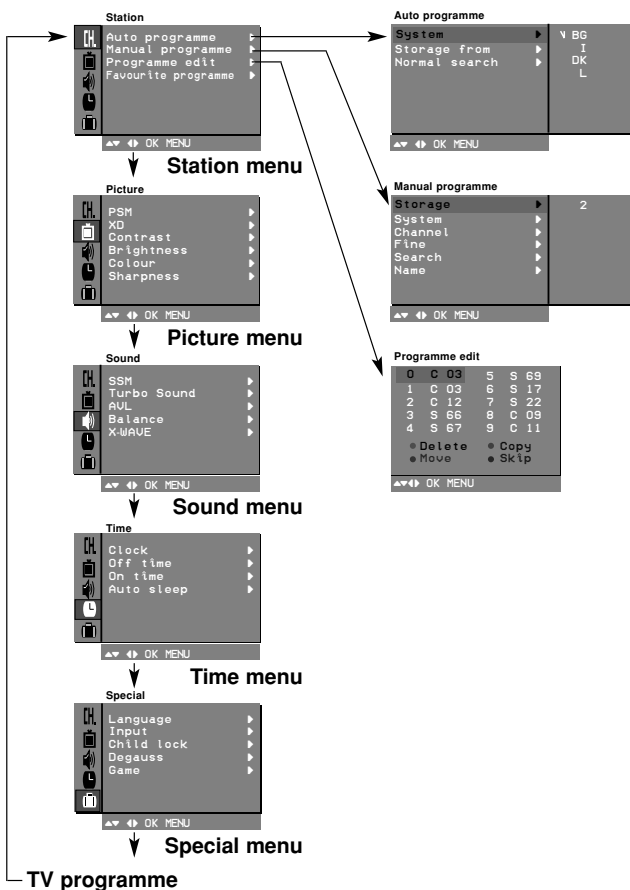 Station
CH.
Auto programme
Manual programme
Programme edit
Favourite programme
OK MENU
Station menu
Picture
CH.
PSM
XD
Contrast
Brightness
Colour
Sharpness
OK MENU
Picture menu
Sound
CH.
SSM
Turbo Sound
AVL
Balance
X-WAVE
OK MENU
Sound menu
Time
CH.
Clock
Off time
On time
Auto sleep
OK MENU
Time menu
Special
CH.
Language
Input
Child lock
Degauss
Game
OK MENU
Special menu
TV programme
Auto programme
System BG
Storage from I
Normal search DK
L
OK MENU
Manual programme
Storage 2
System
Channel
Fine
Search
Name
OK MENU
Programme edit
0 C 03 5 S 69
1 C 03 6 S 17
2 C 12 7 S 22
3 S 66 8 C 09
4 S 67 9 C 11
Delete Copy
Move Skip
OK MENU